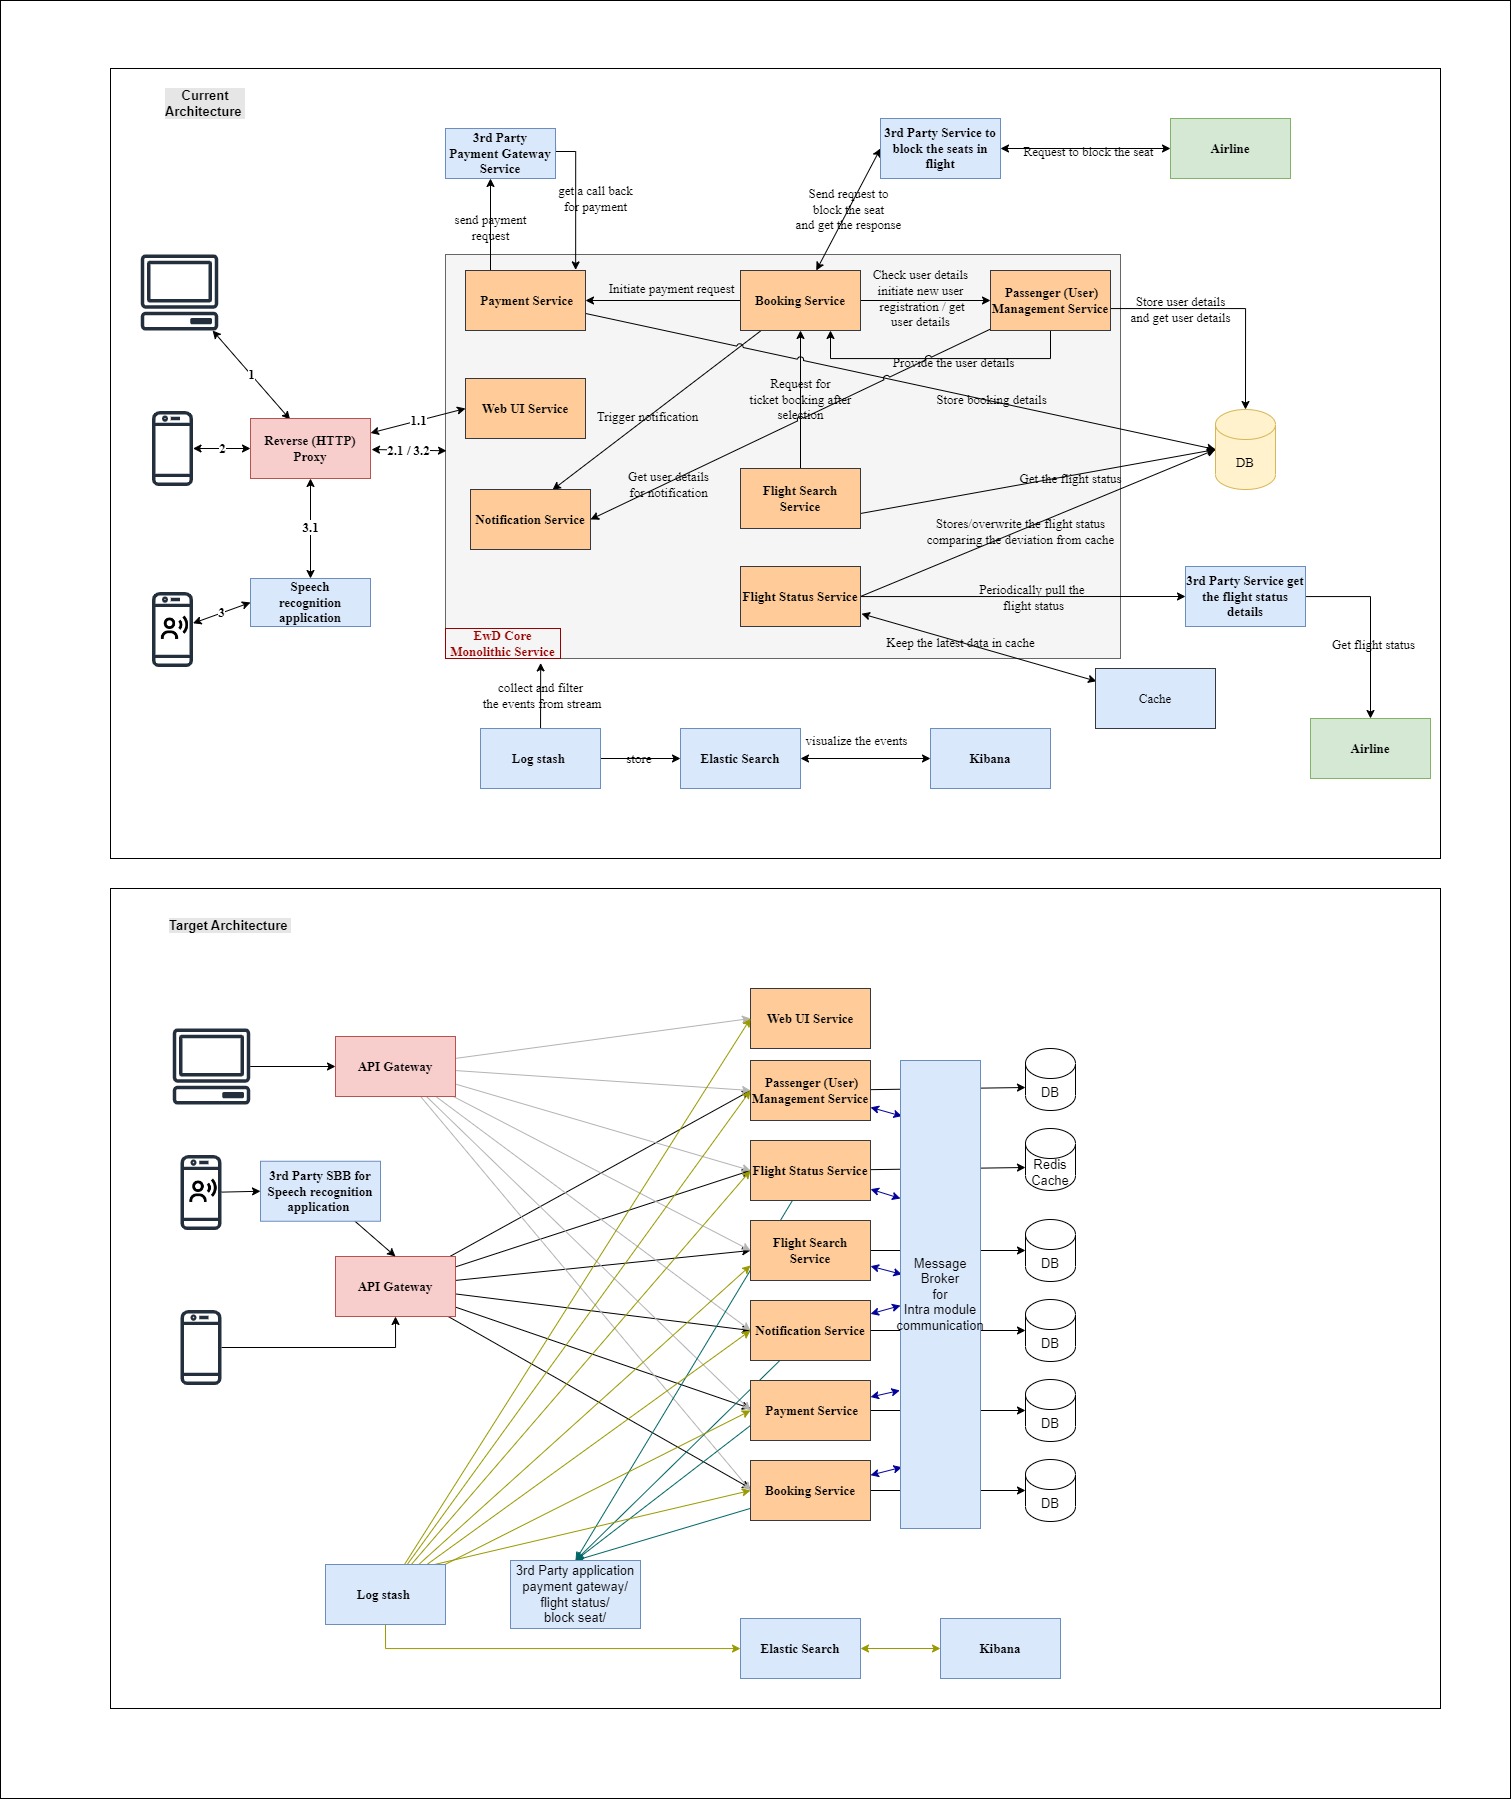 Current
Architecture
3rd Party
Payment Gateway
Service
3rd Party Service to
block the seats in
flight
Request to block the seat
Airline
get a call back
for payment
send payment
request
Send request to
block the seat
and get the response
Payment Service
Initiate payment request
Booking Service
Check user details
initiate new user
registration / get
user details
Passenger (User)
Management Service
Store user details
and get user details
Provide the user details
1
Request for
ticket booking after
selection
Store booking details
Web UI Service
Trigger notification
1.1
2
Reverse (HTTP)
Proxy
2.1 / 3.2
DB
Get user details
for notification
Get the flight status
Flight Search
Service
Notification Service
3.1
Stores/overwrite the flight status
comparing the deviation from cache
3
Speech
recognition
application
Flight Status Service
Periodically pull the
flight status
3rd Party Service get
the flight status
details
EwD Core
Monolithic Service
Keep the latest data in cache
Get flight status
collect and filter
the events from stream
Cache
Log stash
store
Elastic Search
visualize the events
Kibana
Airline
Target Architecture
Web UI Service
API Gateway
Passenger (User)
Management Service
DB
3rd Party SBB for
Speech recognition
application
Flight Status Service
Redis
Cache
Flight Search
Service
DB
API Gateway
Message
Broker
for
Intra module
communication
Notification Service
DB
Payment Service
DB
Booking Service
DB
Log stash
3rd Party application
payment gateway/
flight status/
block seat/
Elastic Search
Kibana